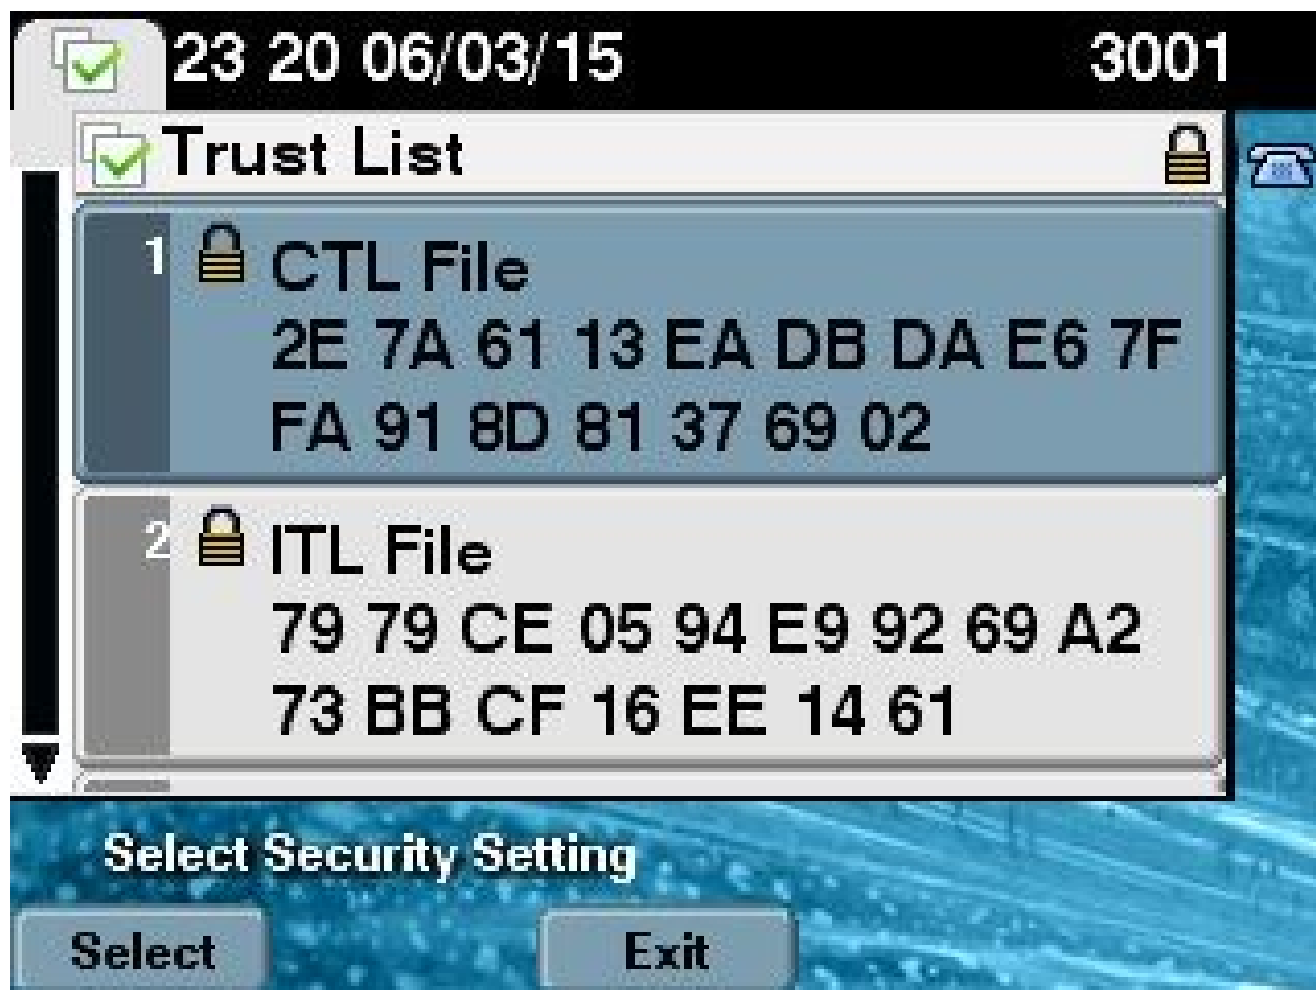 23 20 06/03/15 3001
Trust List
1 CTL File
2E 7A 61 13 EA DB DA E6 7F
FA 91 8D 81 37 69 02
2 ITL File
79 79 CE 05 94 E9 92 69 A2
73 BB CF 16 EE 14 61
Select Security Setting
Select Exit